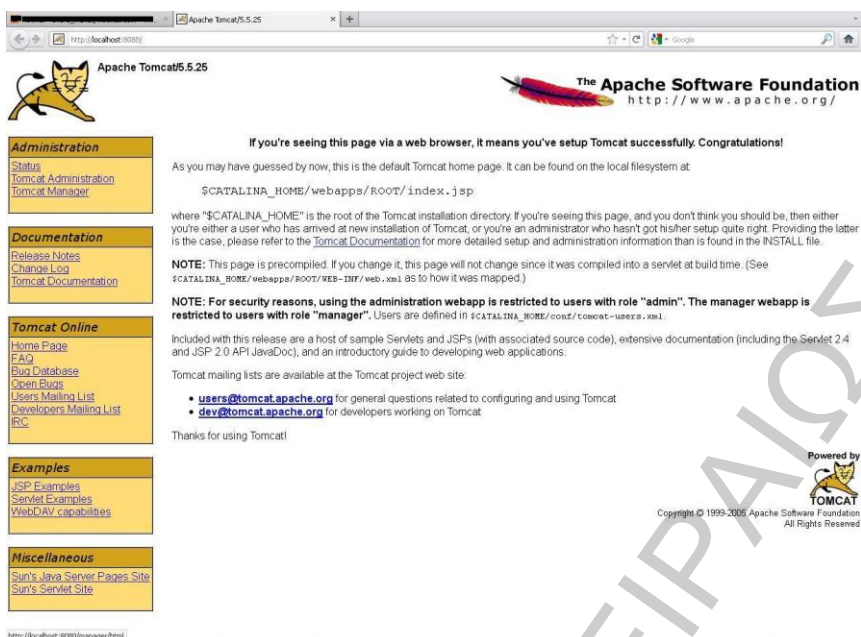 Apache Tomcat/5.5.25
http://localhost:8080/
Google
Apache Tomcat/5.5.25
The Apache Software Foundation
http://www.apache.org/
Administration
Status
Tomcat Administration
Tomcat Manager
Documentation
Release Notes
Change Log
Tomcat Documentation
Tomcat Online
Home Page
FAQ
Bug Database
Open Bugs
Users Mailing List
Developers Mailing List
IRC
Examples
JSP Examples
Servlet Examples
WebDAV capabilities
Miscellaneous
Sun's Java Server Pages Site
Sun's Servlet Site
If you're seeing this page via a web browser, it means you've setup Tomcat successfully. Congratulations!
As you may have guessed by now, this is the default Tomcat home page. It can be found on the local filesystem at:
$CATALINA_HOME/webapps/ROOT/index.jsp
where "$CATALINA_HOME" is the root of the Tomcat installation directory. If you're seeing this page, and you don't think you should be, then either
you're either a user who has arrived at new installation of Tomcat, or you're an administrator who hasn't got his/her setup quite right. Providing the latter
is the case, please refer to the Tomcat Documentation for more detailed setup and administration information than is found in the INSTALL file.
NOTE: This page is precompiled. If you change it, this page will not change since it was compiled into a servlet at build time. (See
$CATALINA_HOME/webapps/ROOT/WEB-INF/web.xml as to how it was mapped.)
NOTE: For security reasons, using the administration webapp is restricted to users with role "admin". The manager webapp is
restricted to users with role "manager". Users are defined in $CATALINA_HOME/conf/tomcat-users.xml.
Included with this release are a host of sample Servlets and JSPs (with associated source code), extensive documentation (including the Servlet 2.4
and JSP 2.0 API JavaDoc), and an introductory guide to developing web applications.
Tomcat mailing lists are available at the Tomcat project web site:
• users@tomcat.apache.org for general questions related to configuring and using Tomcat
• dev@tomcat.apache.org for developers working on Tomcat
Thanks for using Tomcat!
Powered by
TOMCAT
Copyright © 1999-2005 Apache Software Foundation
All Rights Reserved
http://localhost:8080/manager/html
ΕΙΡΑΙΩΣ